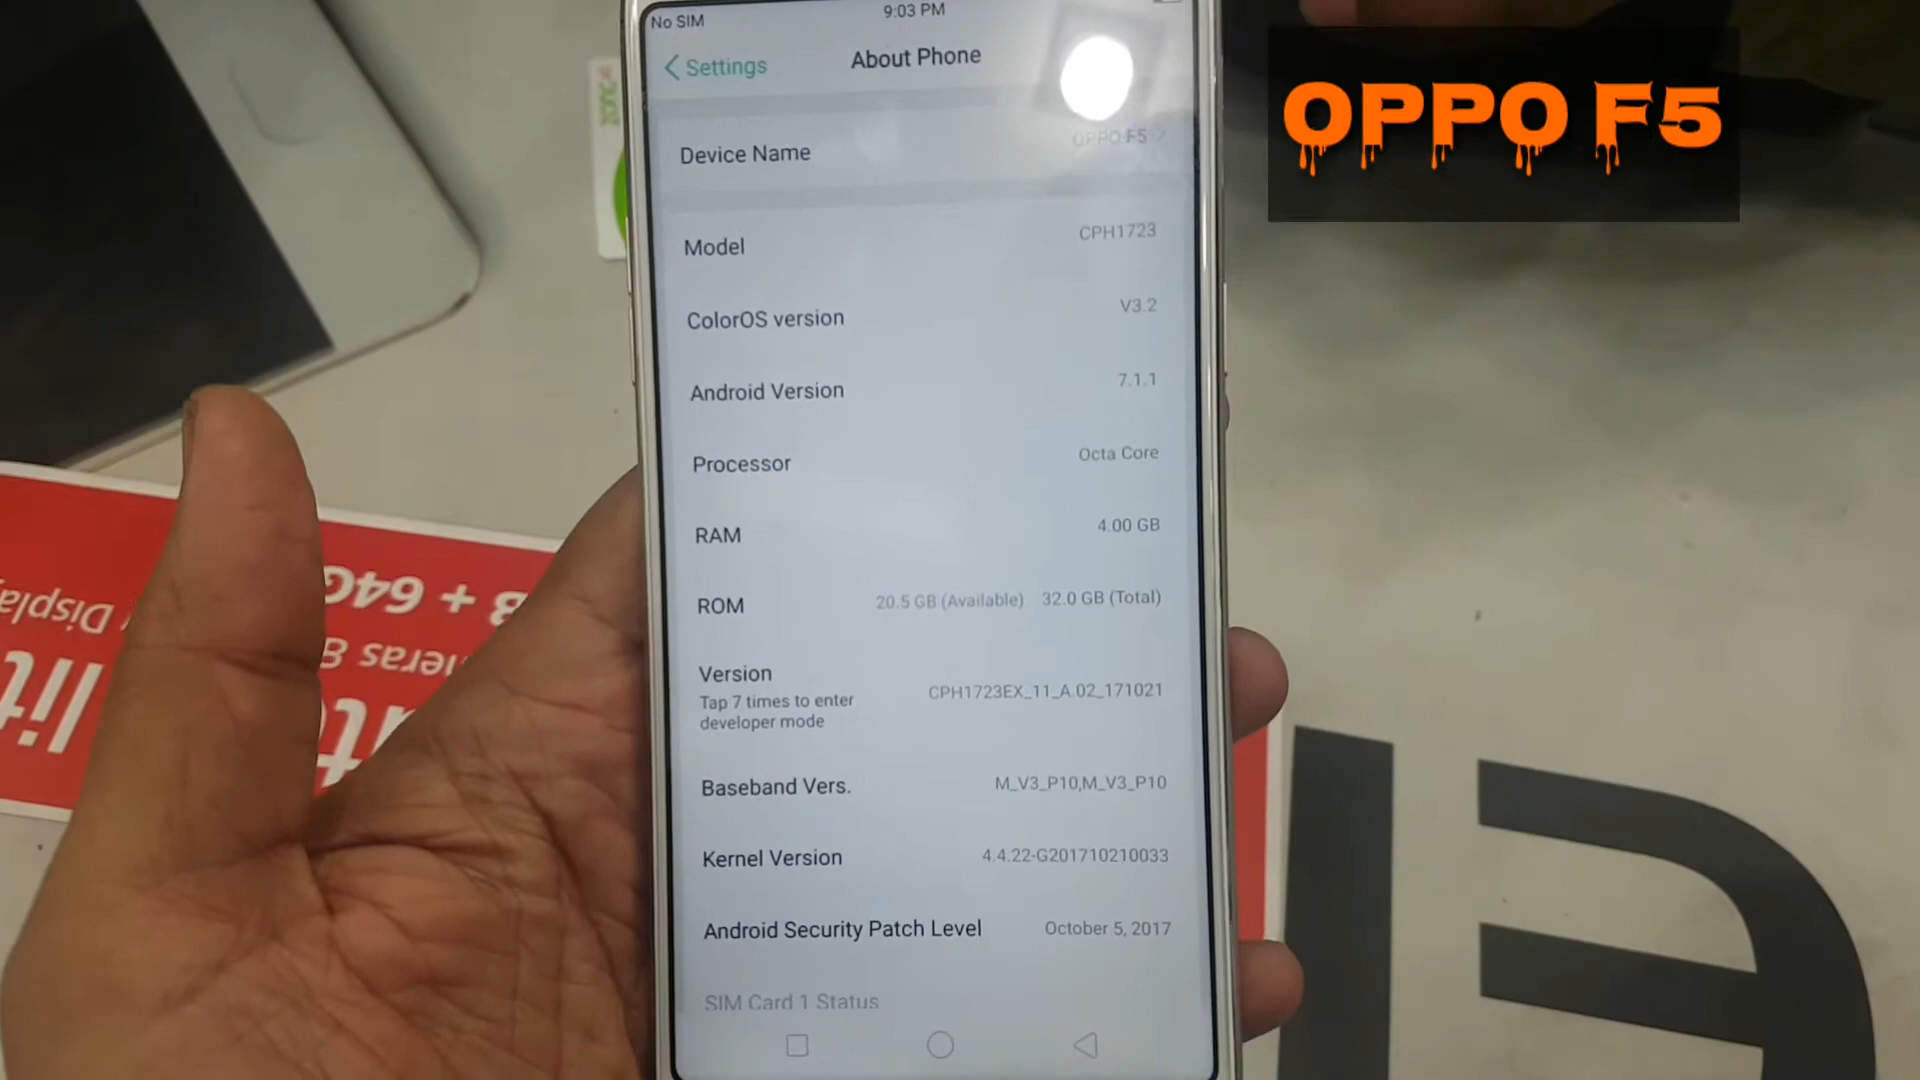 No SIM
9:03 PM
Settings
About Phone
OPPO F5
Device Name
OPPO F5
Model
CPH1723
ColorOS version
V3.2
Android Version
7.1.1
Processor
Octa Core
RAM
4.00 GB
ROM
20.5 GB (Available) 32.0 GB (Total)
Version
Tap 7 times to enter
developer mode
CPH1723EX_11_A.02_171021
Baseband Vers.
M_V3_P10,M_V3_P10
Kernel Version
4.4.22-G201710210033
Android Security Patch Level
October 5, 2017
SIM Card 1 Status
lit
Display
+ 64G